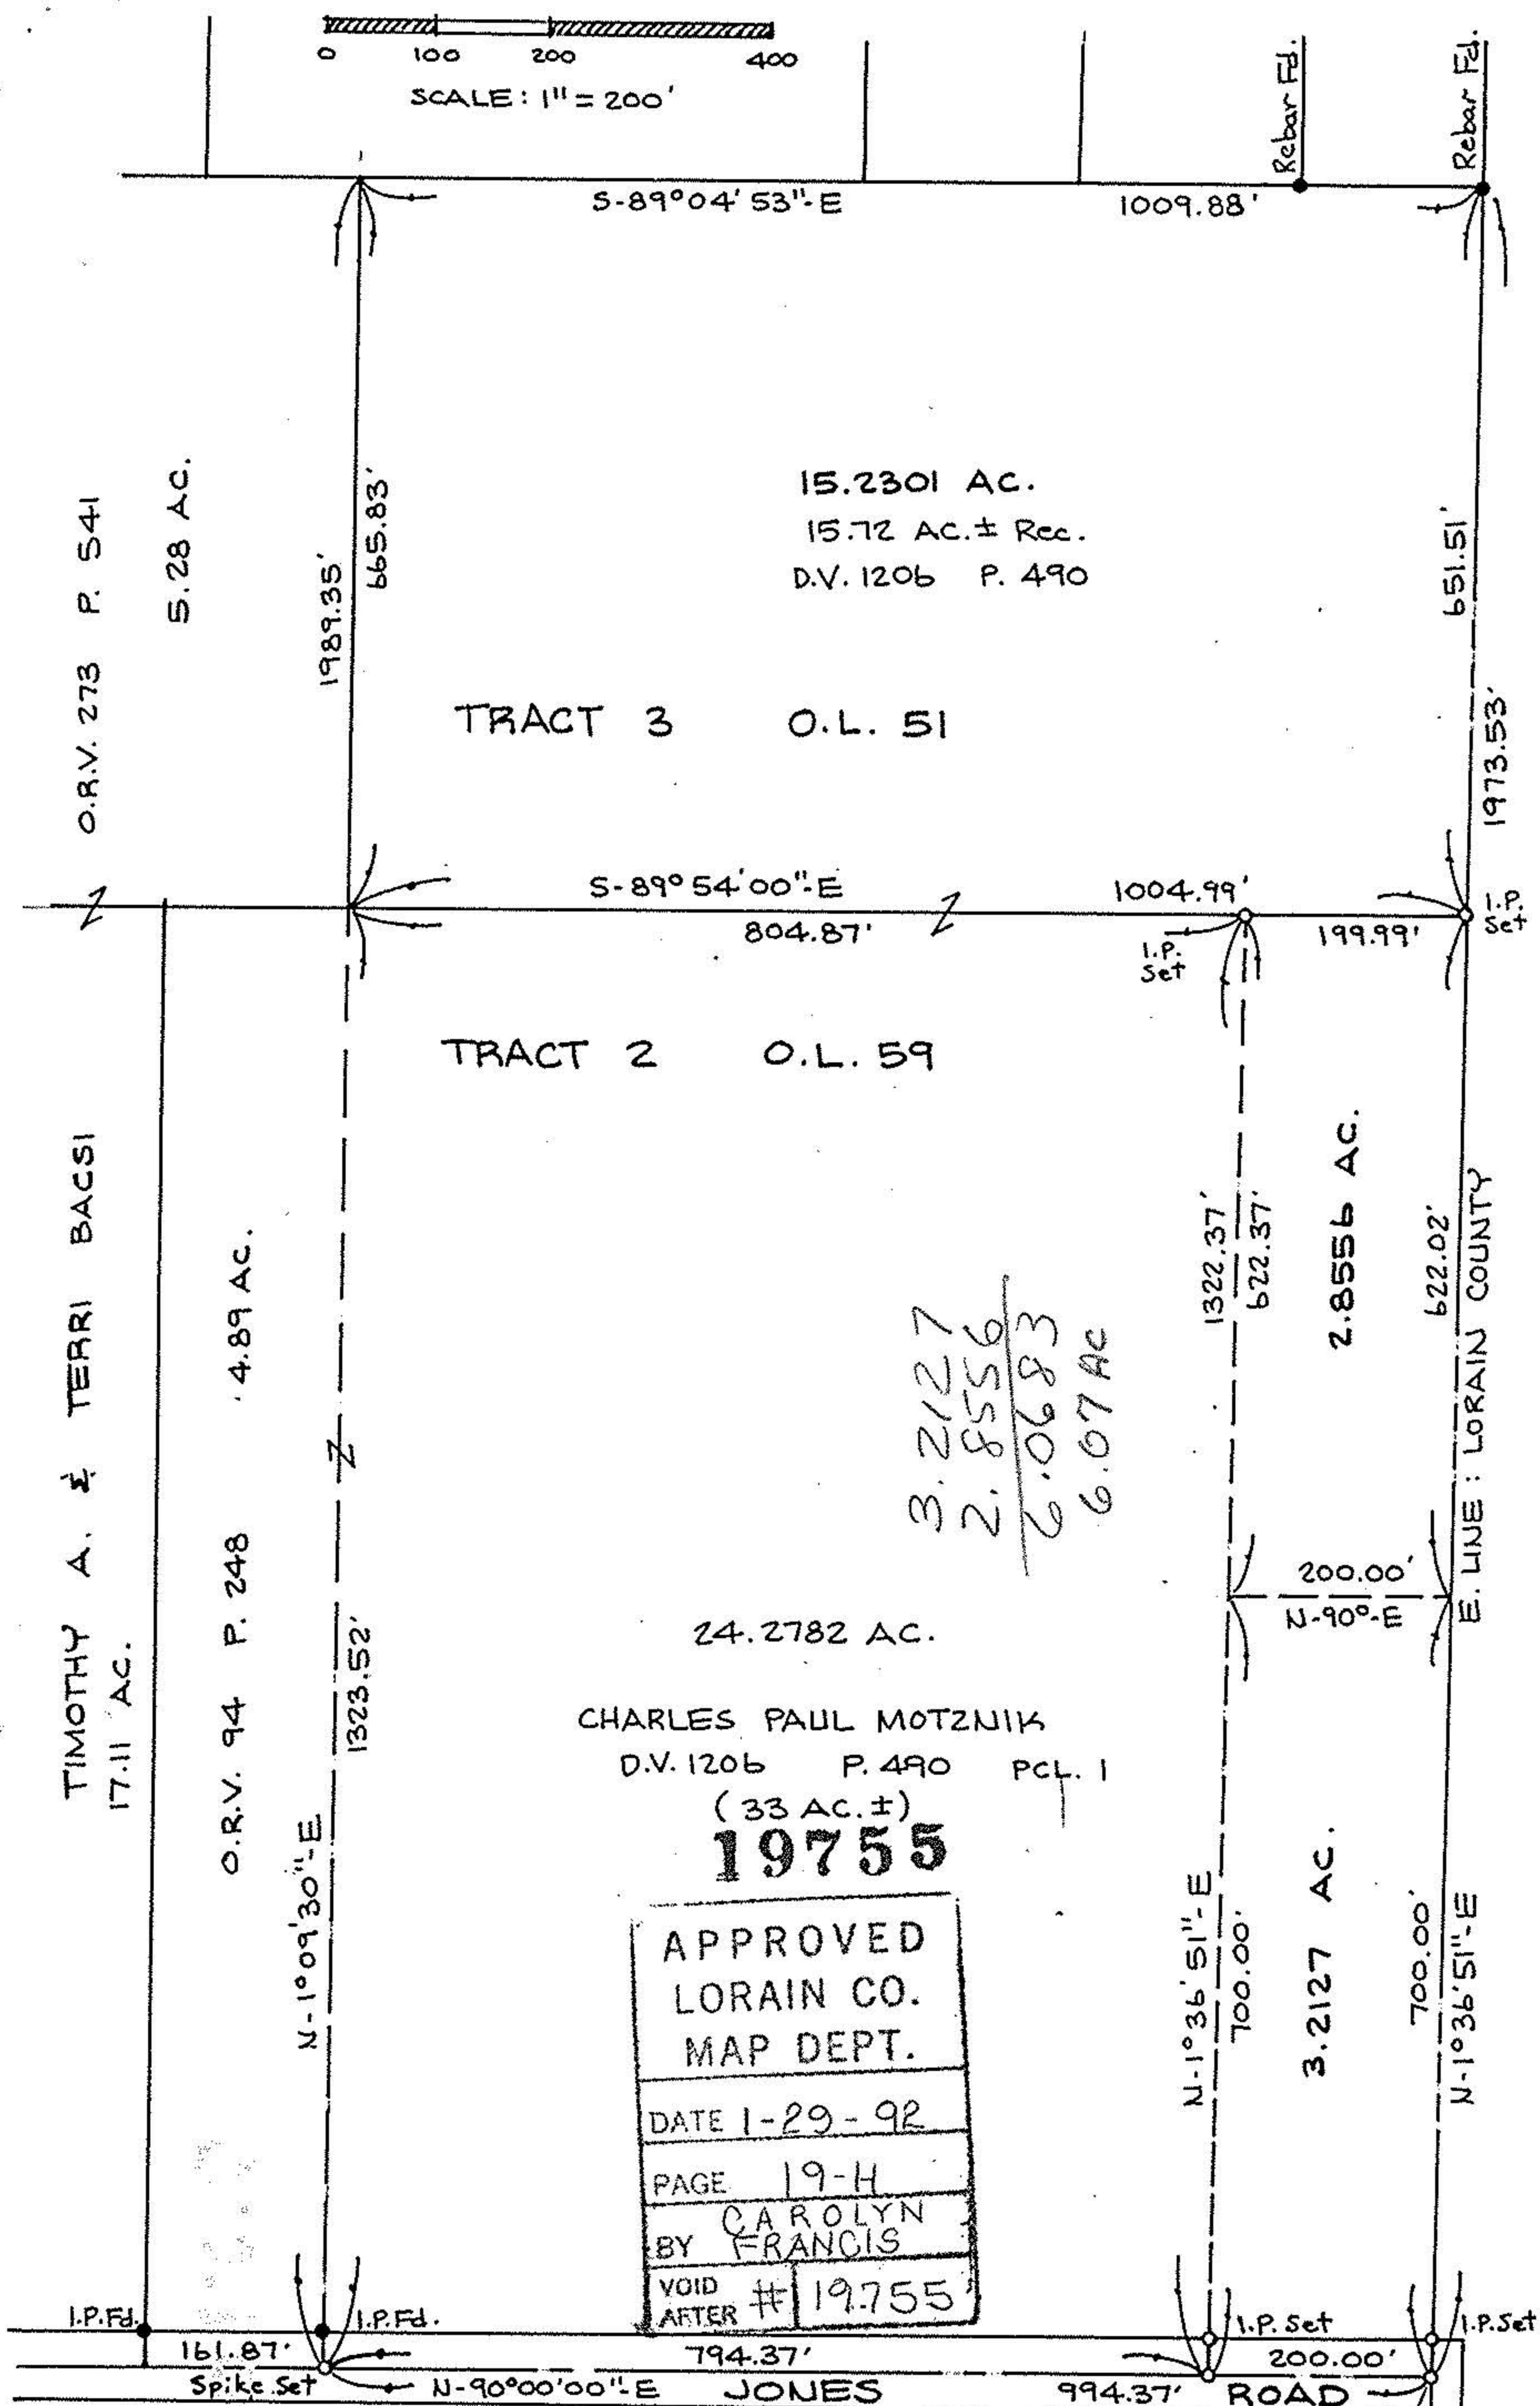 0 100 200 400
SCALE: 1" = 200'
Rebar Fd.
Rebar Fd.
S-89°04'53"-E
1009.88'
O.R.V. 273 P. 541
5.28 AC.
1989.35'
665.83'
15.2301 AC.
15.72 AC.± Rec.
D.V. 1206 P. 490
651.51'
1973.53'
TRACT 3 O.L. 51
S-89°54'00"-E
1004.99'
804.87'
I.P.
Set
199.99'
I.P.
Set
TRACT 2 O.L. 59
TIMOTHY A. & TERRI BACSI
17.11 AC.
O.R.V. 94 P. 248 4.89 AC.
N-1°09'30"-E
1323.52'
1322.37'
622.37'
2.8556 AC.
622.02'
E. LINE : LORAIN COUNTY
3.2127
2.8556
6.0683
6.07 AC
200.00'
N-90°-E
24.2782 AC.
CHARLES PAUL MOTZNIK
D.V. 1206 P. 490 PCL. 1
(33 AC.±)
19755
APPROVED
LORAIN CO.
MAP DEPT.
DATE 1-29-92
PAGE 19-H
BY CAROLYN
FRANCIS
VOID
AFTER # 19755
N-1°36'51"-E
700.00'
3.2127 AC.
700.00'
N-1°36'51"-E
I.P.Fd.
I.P.Fd.
I.P. Set
I.P. Set
161.87'
794.37'
200.00'
Spike Set
N-90°00'00"-E
JONES
994.37'
ROAD